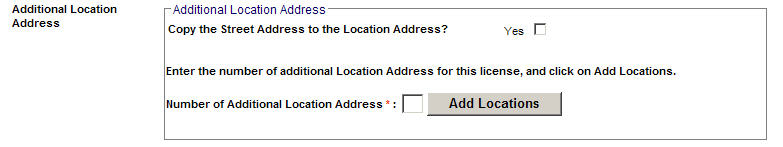 Additional Location
Address
Additional Location Address
Copy the Street Address to the Location Address? Yes
Enter the number of additional Location Address for this license, and click on Add Locations.
Number of Additional Location Address * : Add Locations